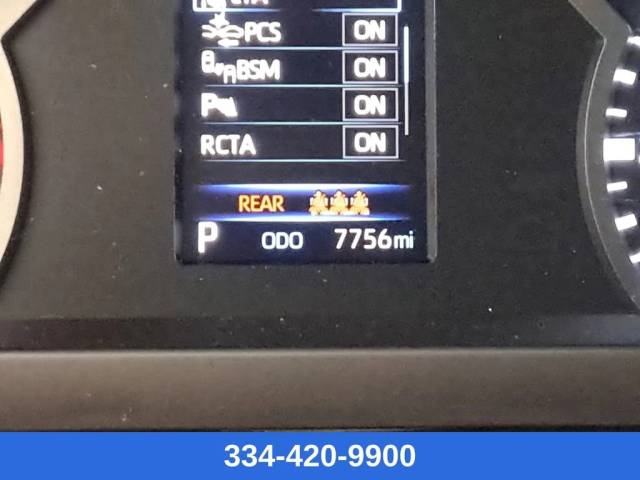 PCS ON
BSM ON
P ON
RCTA ON
REAR
P ODO 7756mi
334-420-9900